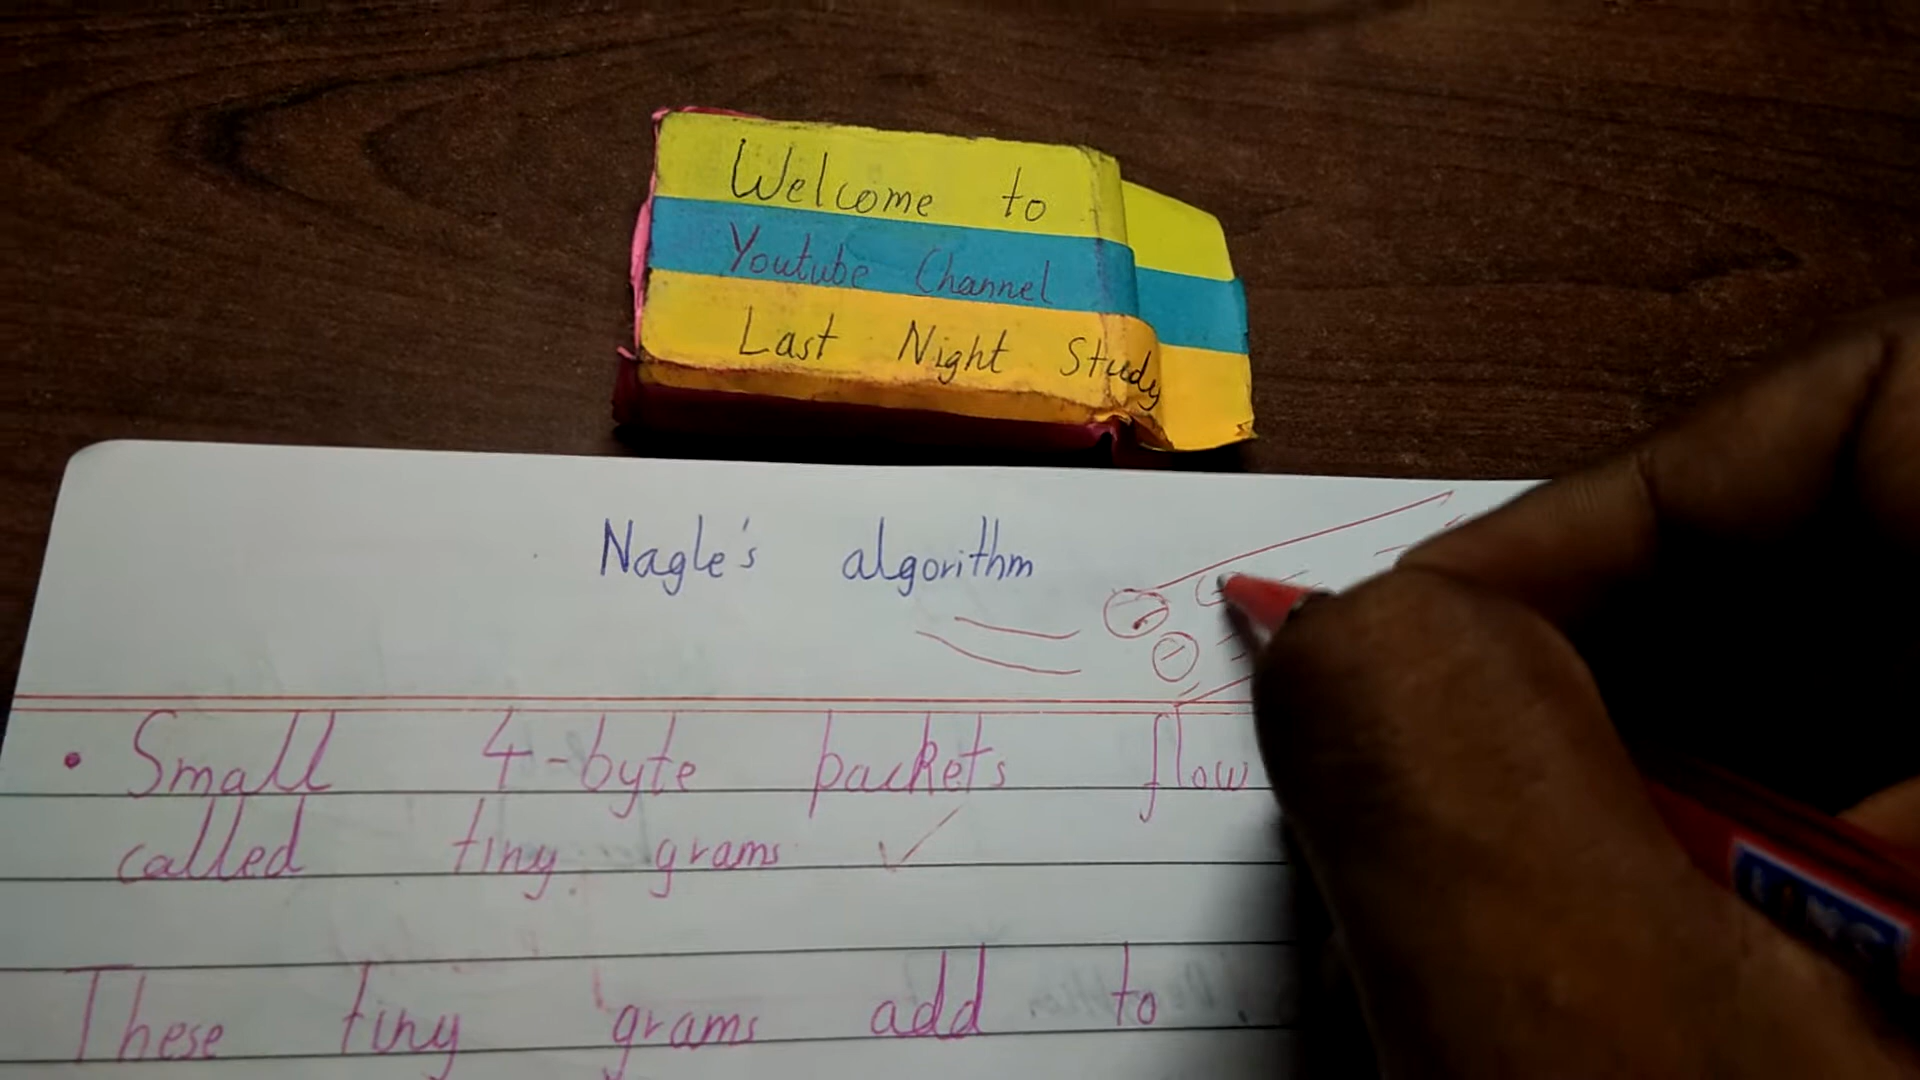 Welcome to
Youtube Channel
Last Night Study
Nagle's algorithm
• Small 4-byte packets flow
called tiny grams ✓
These tiny grams add to